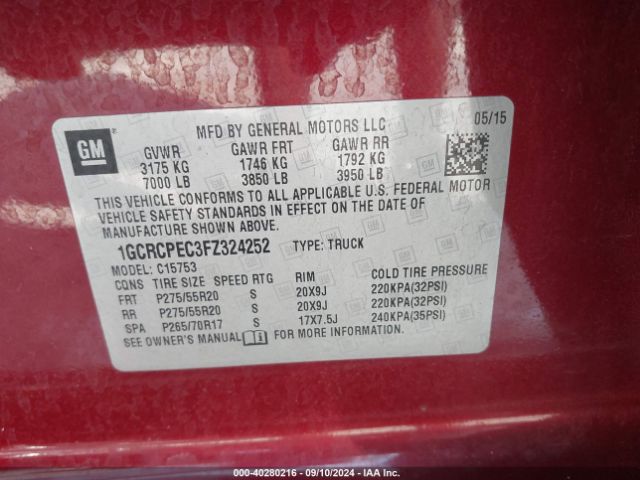 GM
MFD BY GENERAL MOTORS LLC
05/15
GVWR GAWR FRT GAWR RR
3175 KG 1746 KG 1792 KG
7000 LB 3850 LB 3950 LB
THIS VEHICLE CONFORMS TO ALL APPLICABLE U.S. FEDERAL MOTOR
VEHICLE SAFETY STANDARDS IN EFFECT ON THE DATE OF
MANUFACTURE SHOWN ABOVE.
1GCRCPEC3FZ324252 TYPE: TRUCK
MODEL: C15753
CQNS TIRE SIZE SPEED RTG RIM COLD TIRE PRESSURE
FRT P275/55R20 S 20X9J 220KPA(32PSI)
RR P275/55R20 S 20X9J 220KPA(32PSI)
SPA P265/70R17 S 17X7.5J 240KPA(35PSI)
SEE OWNER'S MANUAL FOR MORE INFORMATION.
000-40280216 - 09/10/2024 - IAA Inc.